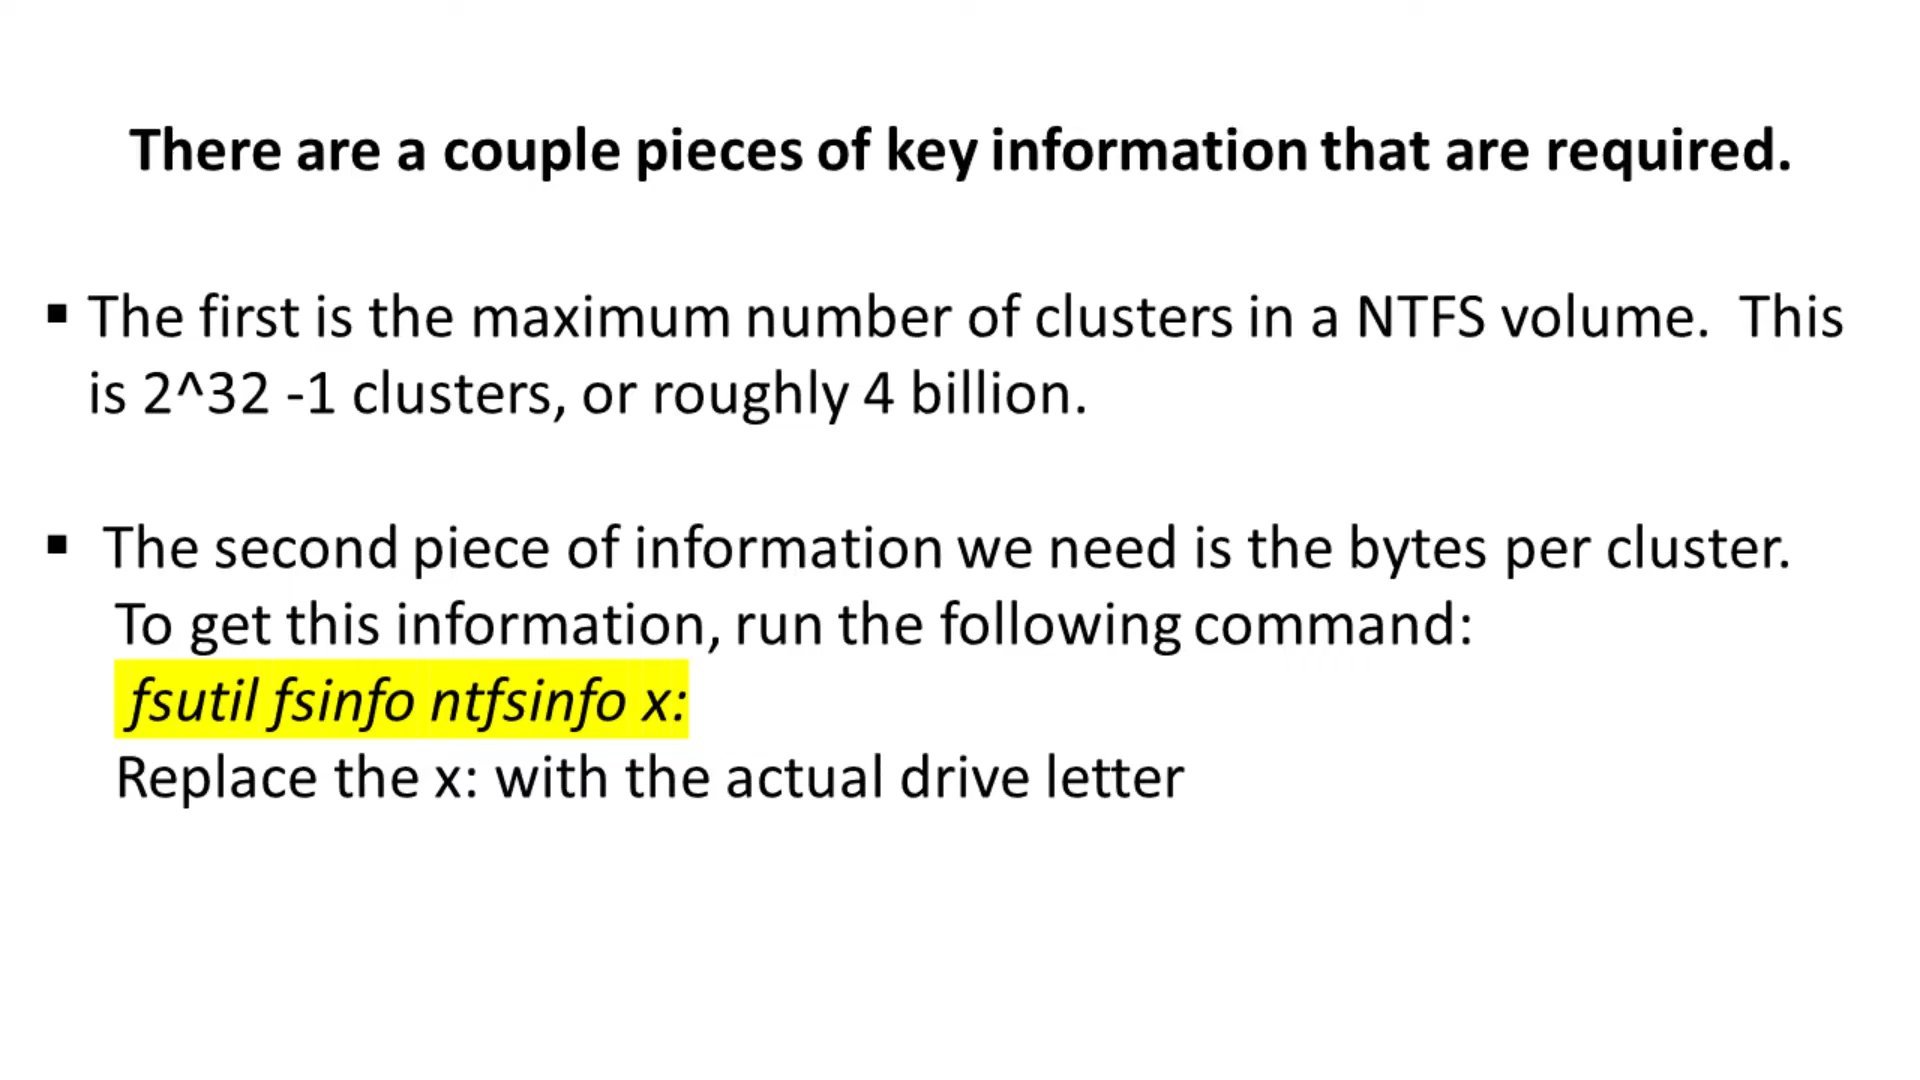 There are a couple pieces of key information that are required.
▪ The first is the maximum number of clusters in a NTFS volume.  This
is 2^32 -1 clusters, or roughly 4 billion.
▪ The second piece of information we need is the bytes per cluster.
To get this information, run the following command:
fsutil fsinfo ntfsinfo x:
Replace the x: with the actual drive letter